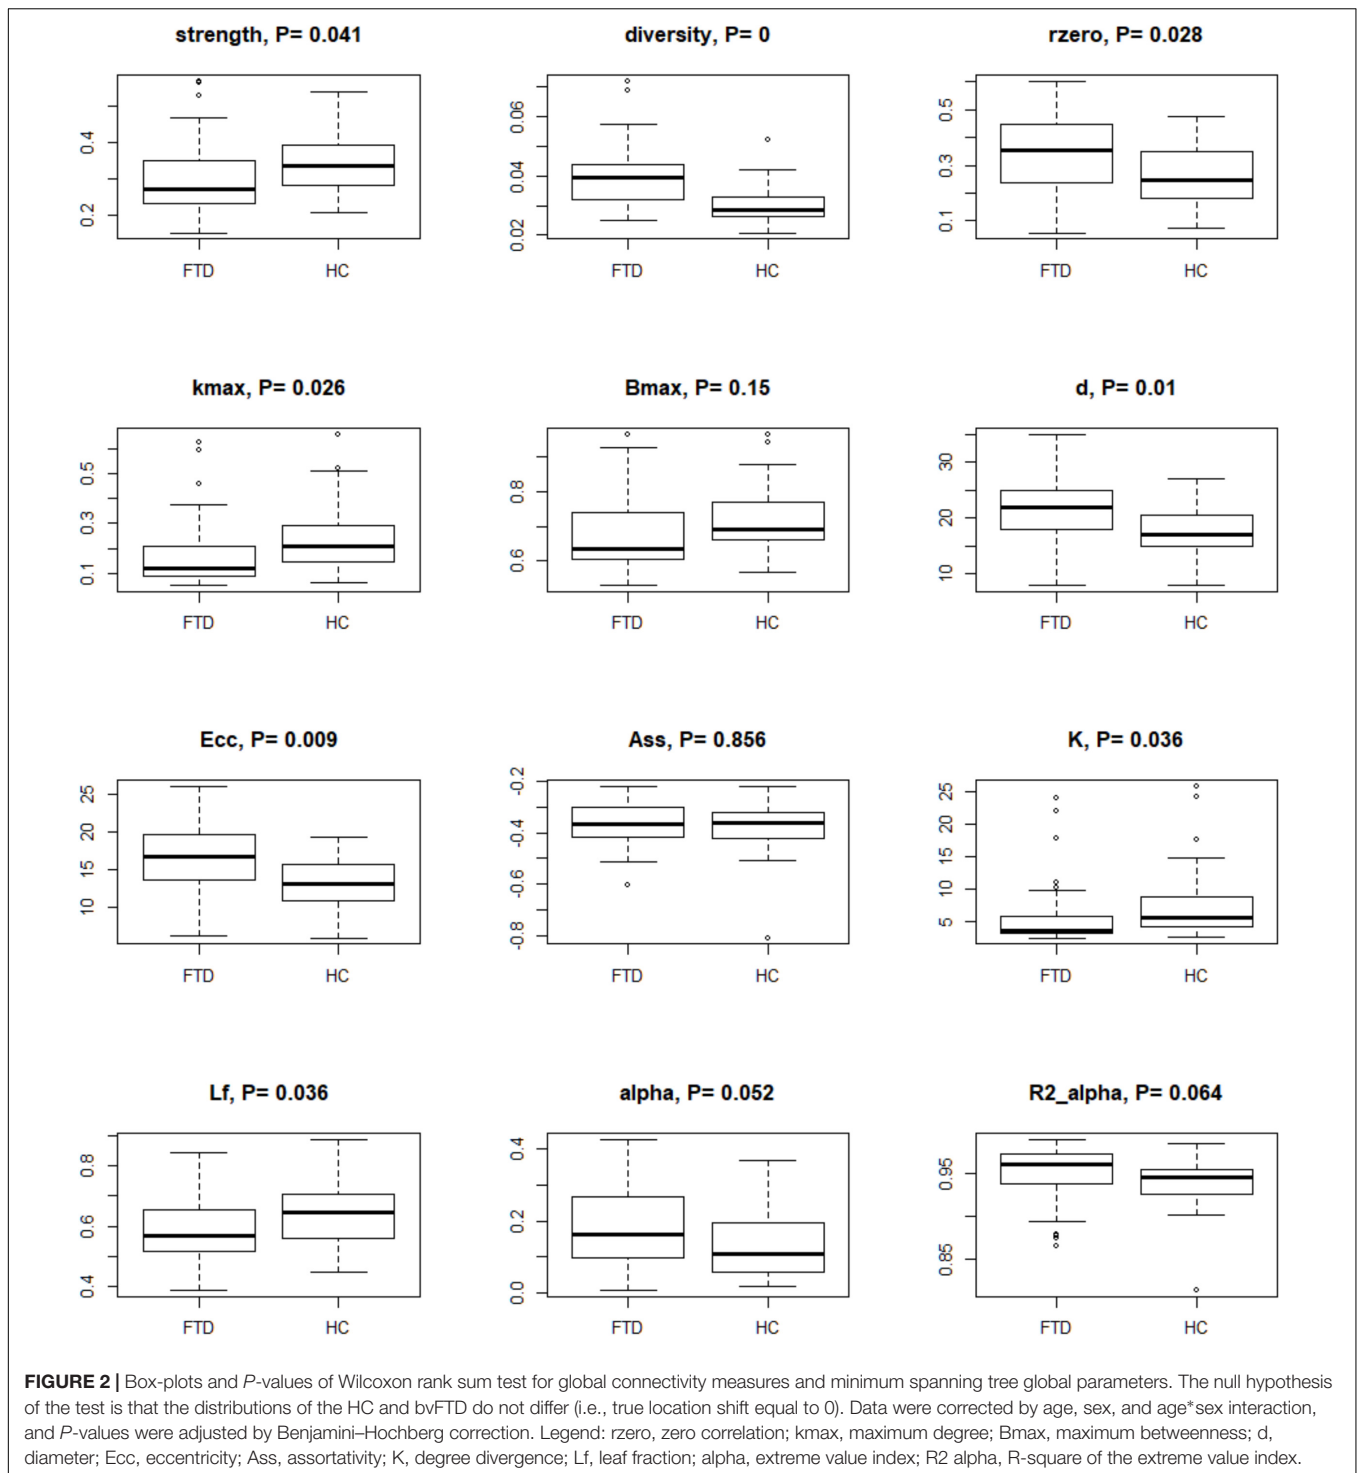 strength, P= 0.041
diversity, P= 0
rzero, P= 0.028
0.4
0.2
FTD
HC
0.06
0.04
0.02
FTD
HC
0.5
0.3
0.1
FTD
HC
kmax, P= 0.026
Bmax, P= 0.15
d, P= 0.01
0.5
0.3
0.1
FTD
HC
0.8
0.6
FTD
HC
30
20
10
FTD
HC
Ecc, P= 0.009
Ass, P= 0.856
K, P= 0.036
25
20
15
10
FTD
HC
-0.2
-0.4
-0.6
-0.8
FTD
HC
25
20
15
10
5
FTD
HC
Lf, P= 0.036
alpha, P= 0.052
R2_alpha, P= 0.064
0.8
0.6
0.4
FTD
HC
0.4
0.2
0.0
FTD
HC
0.95
0.85
FTD
HC
FIGURE 2 | Box-plots and P-values of Wilcoxon rank sum test for global connectivity measures and minimum spanning tree global parameters. The null hypothesis
of the test is that the distributions of the HC and bvFTD do not differ (i.e., true location shift equal to 0). Data were corrected by age, sex, and age*sex interaction,
and P-values were adjusted by Benjamini–Hochberg correction. Legend: rzero, zero correlation; kmax, maximum degree; Bmax, maximum betweenness; d,
diameter; Ecc, eccentricity; Ass, assortativity; K, degree divergence; Lf, leaf fraction; alpha, extreme value index; R2 alpha, R-square of the extreme value index.